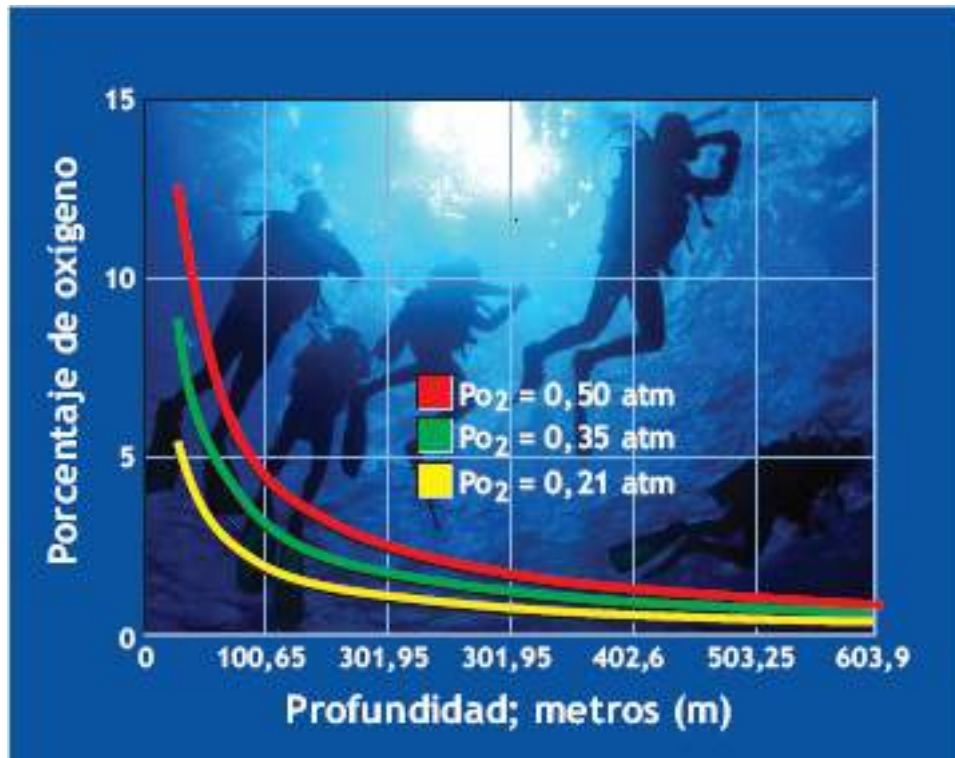 Porcentaje de oxígeno
15
10
5
0
Po2 = 0,50 atm
Po2 = 0,35 atm
Po2 = 0,21 atm
0 100,65 301,95 301,95 402,6 503,25 603,9
Profundidad; metros (m)